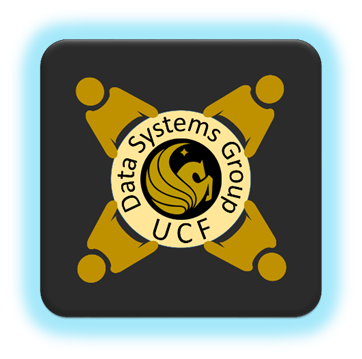 Data Systems Group
UCF